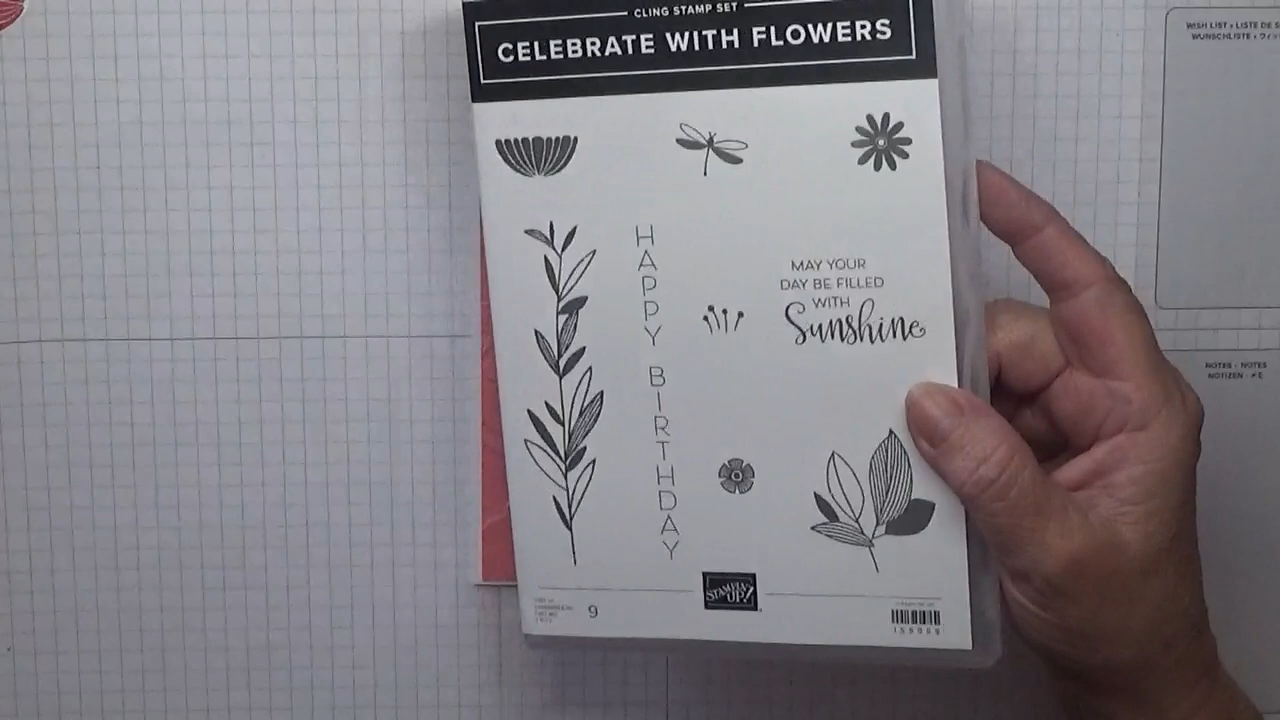 CLING STAMP SET
CELEBRATE WITH FLOWERS
WISH LIST • LISTE DE
WUNSCHLISTE •
HAPPY BIRTHDAY
MAY YOUR
DAY BE FILLED
WITH
Sunshine
NOTES • NOTES
NOTIZEN •
STAMPIN' UP!
9